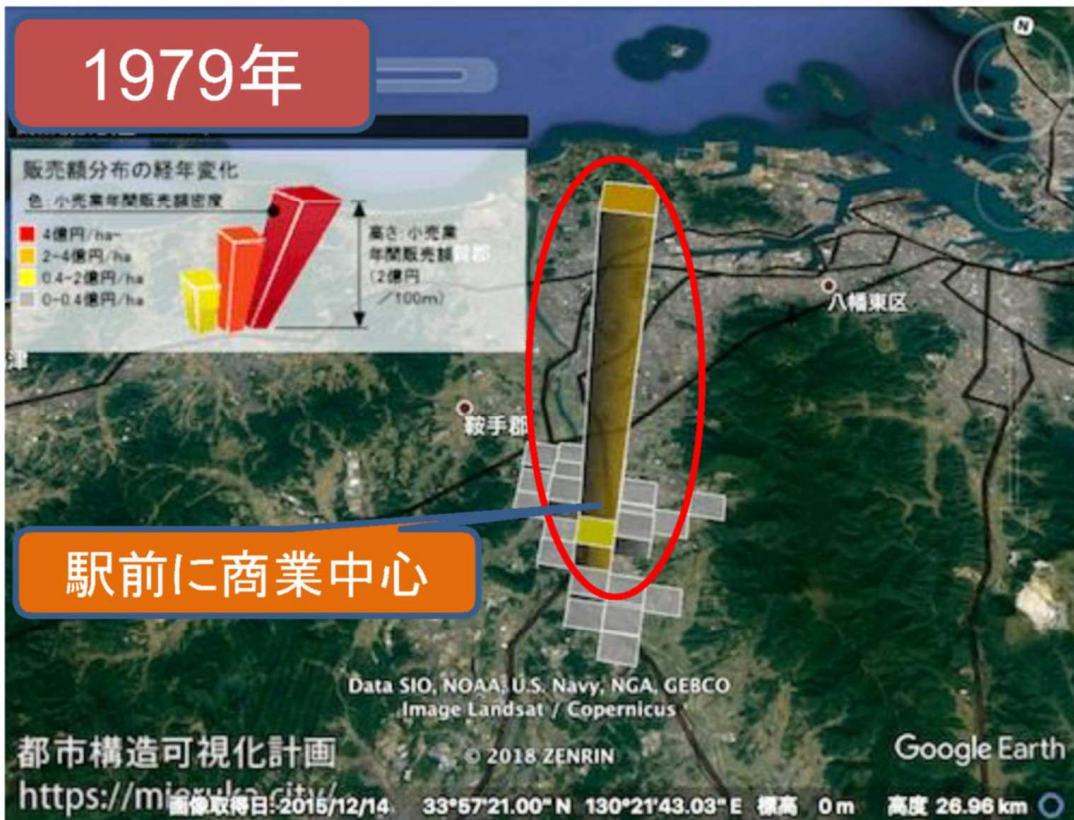 1979年
販売額分布の経年変化
色:小売業年間販売額密度
4億円/ha~
2-4億円/ha
0.4-2億円/ha
0-0.4億円/ha
高さ:小売業
年間販売額
(2億円
/100m)
N
八幡東区
津
鞍手郡
駅前に商業中心
Data SIO, NOAA, U.S. Navy, NGA, GEBCO
Image Landsat / Copernicus
© 2018 ZENRIN
都市構造可視化計画
https://mieruka.city/
Google Earth
画像取得日: 2015/12/14 33°57'21.00" N 130°21'43.03" E 標高 0 m 高度 26.96 km